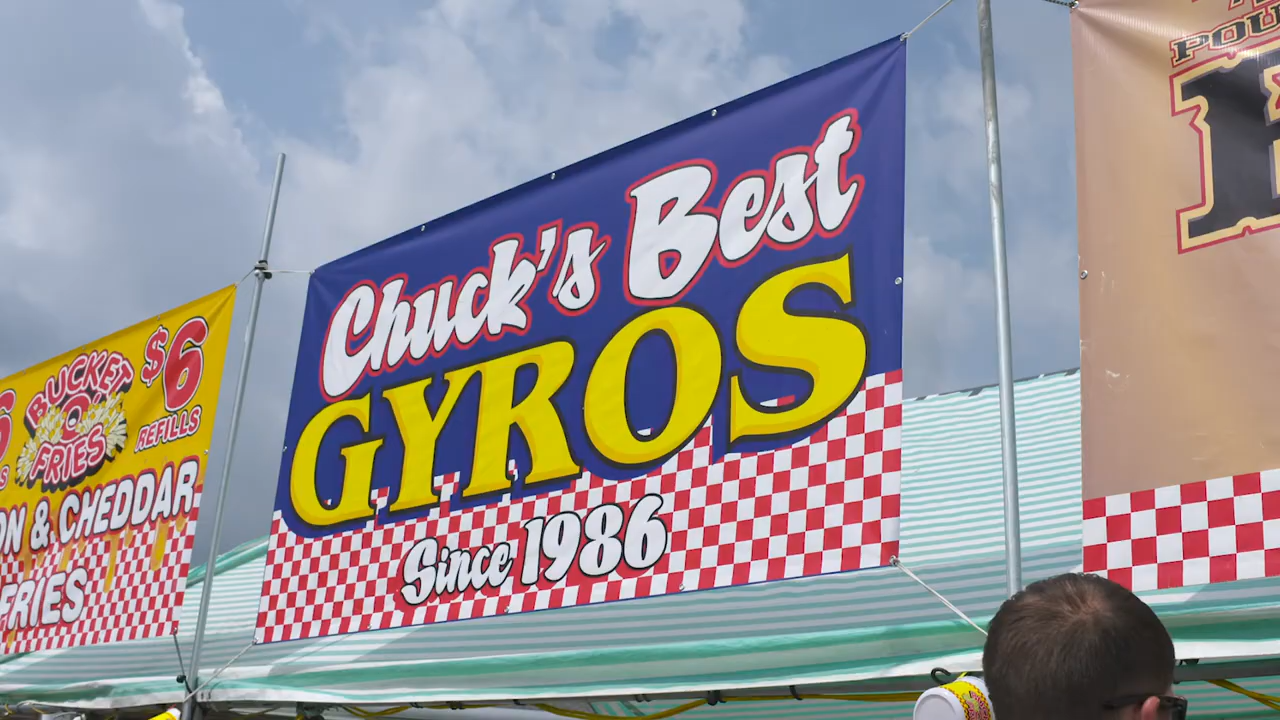 BUCKET
"O"
FRIES
$6
REFILLS
& CHEDDAR
FRIES
Chuck's Best
GYROS
Since 1986